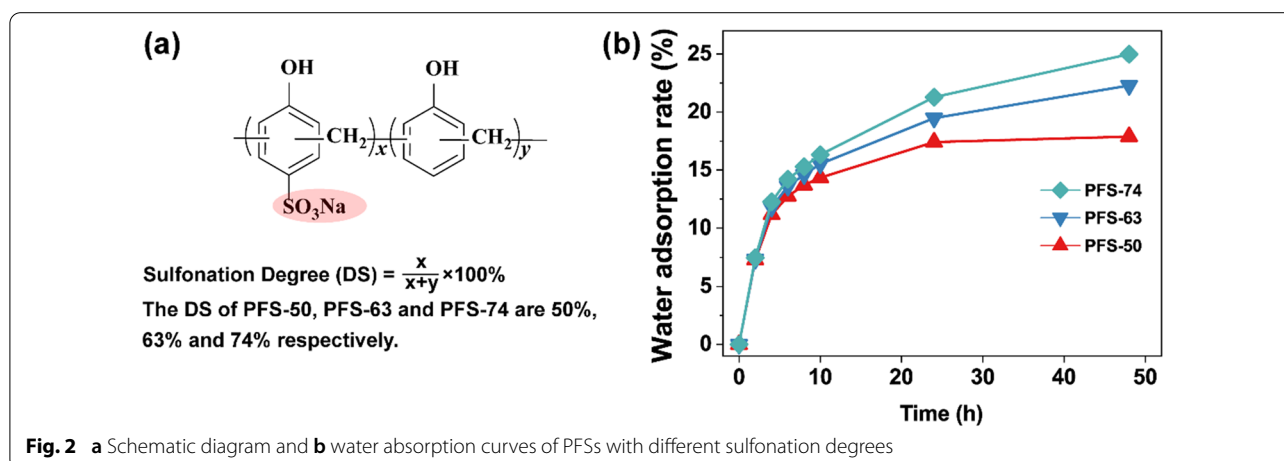 (a)
OH
OH
CH₂
x
CH₂
y
SO₃Na
Sulfonation Degree (DS) = x/x+y ×100%
The DS of PFS-50, PFS-63 and PFS-74 are 50%,
63% and 74% respectively.
(b)
Water adsorption rate (%)
25
20
15
10
5
0
PFS-74
PFS-63
PFS-50
0 10 20 30 40 50
Time (h)
Fig. 2 a Schematic diagram and b water absorption curves of PFSs with different sulfonation degrees